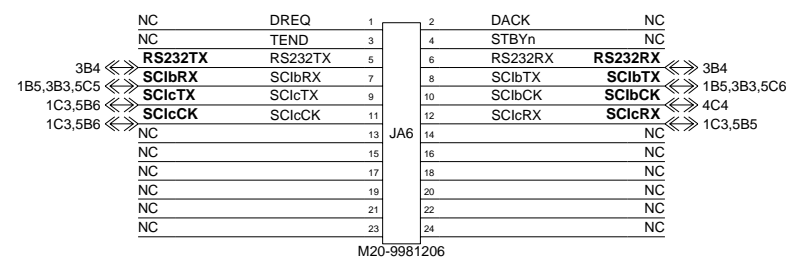 NC DREQ 1 2 DACK NC
NC TEND 3 4 STBYn NC
RS232TX RS232TX 5 6 RS232RX RS232RX
3B4 3B4
SCIbRX SCIbRX 7 8 SCIbTX SCIbTX
1B5,3B3,5C5 1B5,3B3,5C6
SCIcTX SCIcTX 9 10 SCIbCK SCIbCK
1C3,5B6 4C4
SCIcCK SCIcCK 11 12 SCIcRX SCIcRX
1C3,5B6 1C3,5B5
NC 13 JA6 14 NC
NC 15 16 NC
NC 17 18 NC
NC 19 20 NC
NC 21 22 NC
NC 23 24 NC
M20-9981206